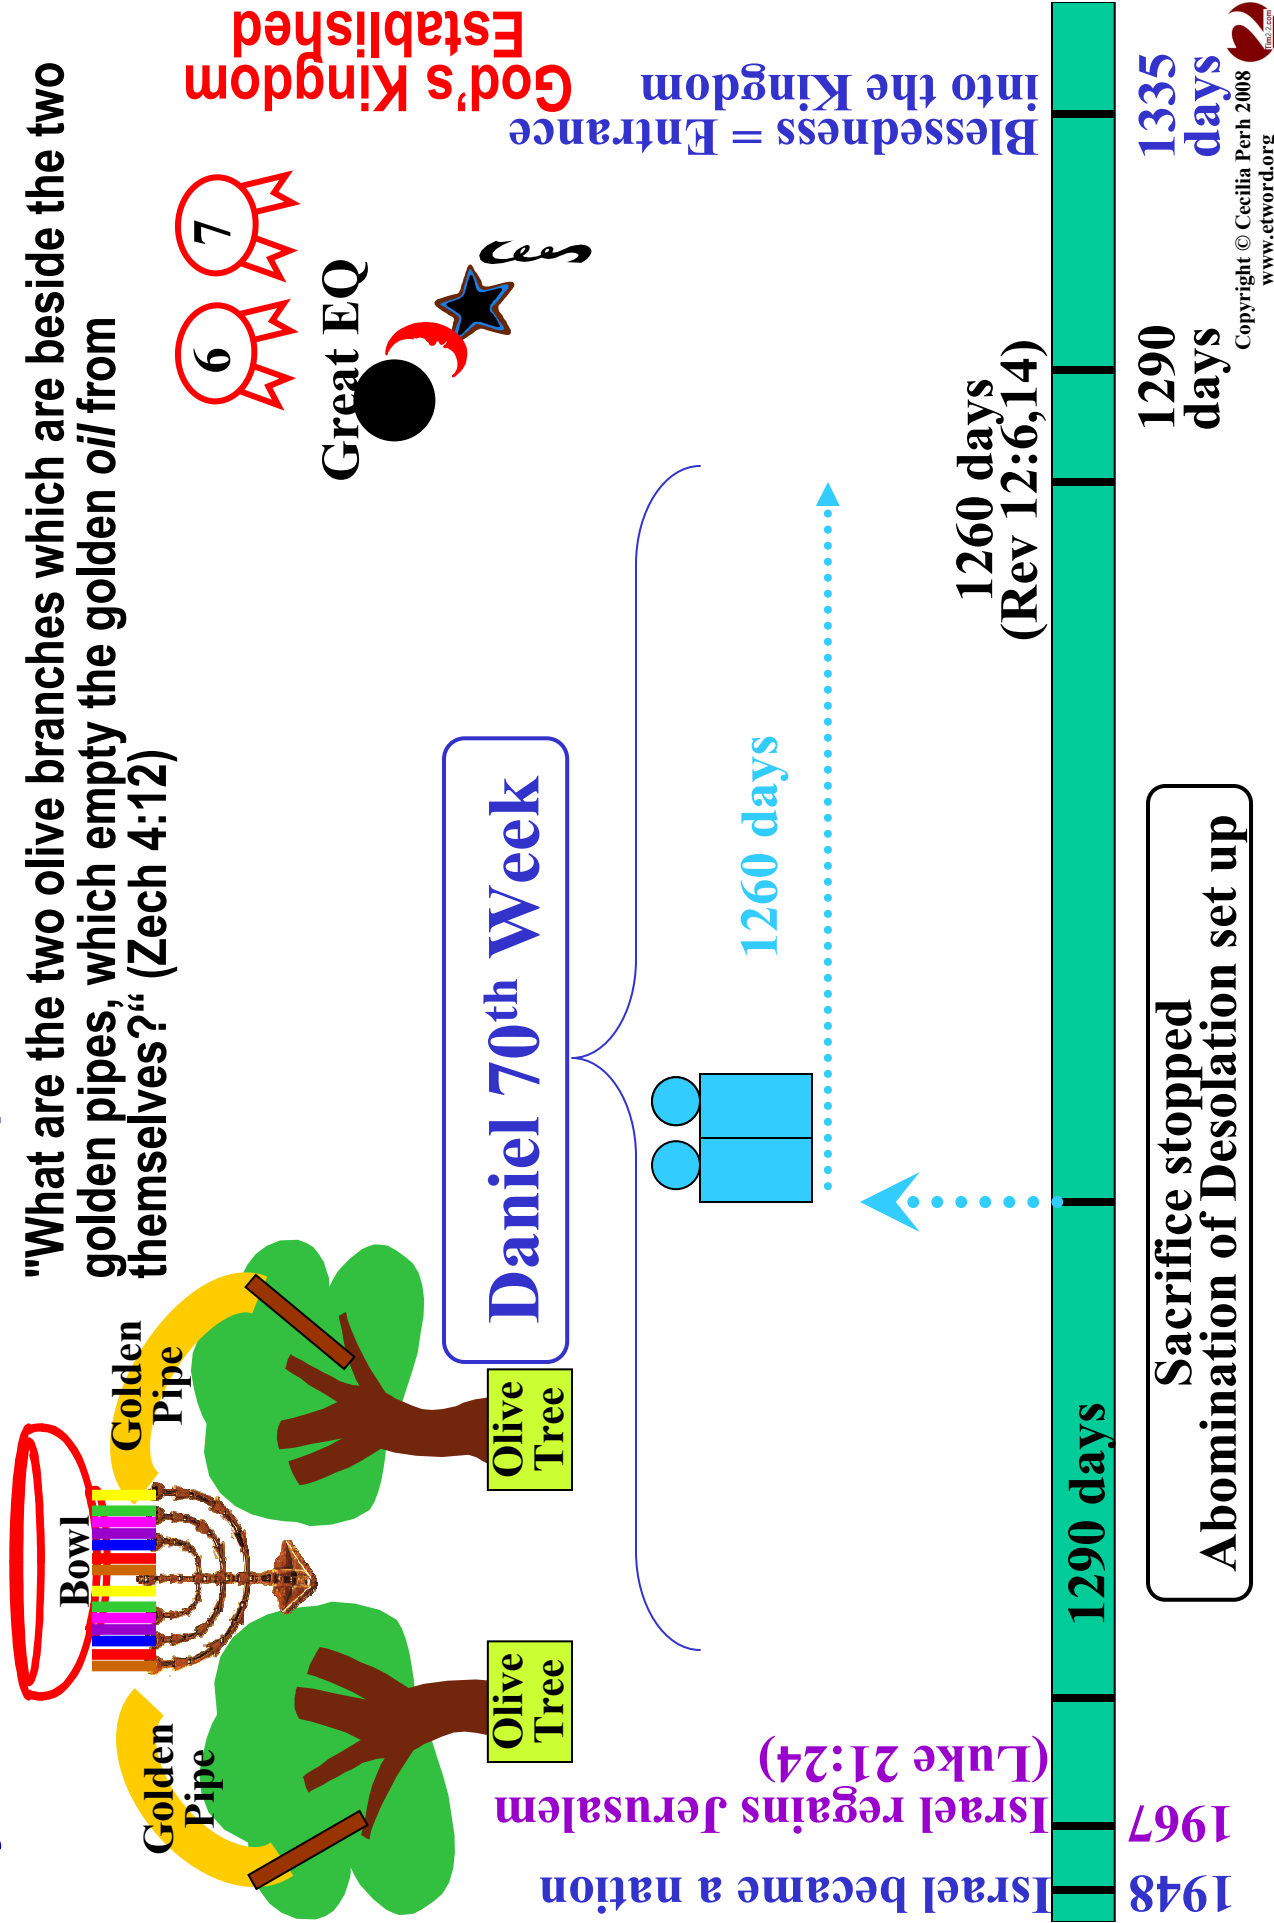 "What are the two olive branches which are beside the two
golden pipes, which empty the golden oil from
themselves?“ (Zech 4:12)
Golden
Pipe
Bowl
Golden
Pipe
Olive
Tree
Olive
Tree
6
7
Great EQ
God's Kingdom
Established
Daniel 70th Week
1260 days
Israel became a nation
Israel regains Jerusalem
(Luke 21:24)
1260 days
(Rev 12:6,14)
Blessedness = Entrance
into the Kingdom
1290 days
1948
1967
Sacrifice stopped
Abomination of Desolation set up
1290
days
1335
days
Copyright © Cecilia Perh 2008
www.etword.org
2
Tim2-2.com